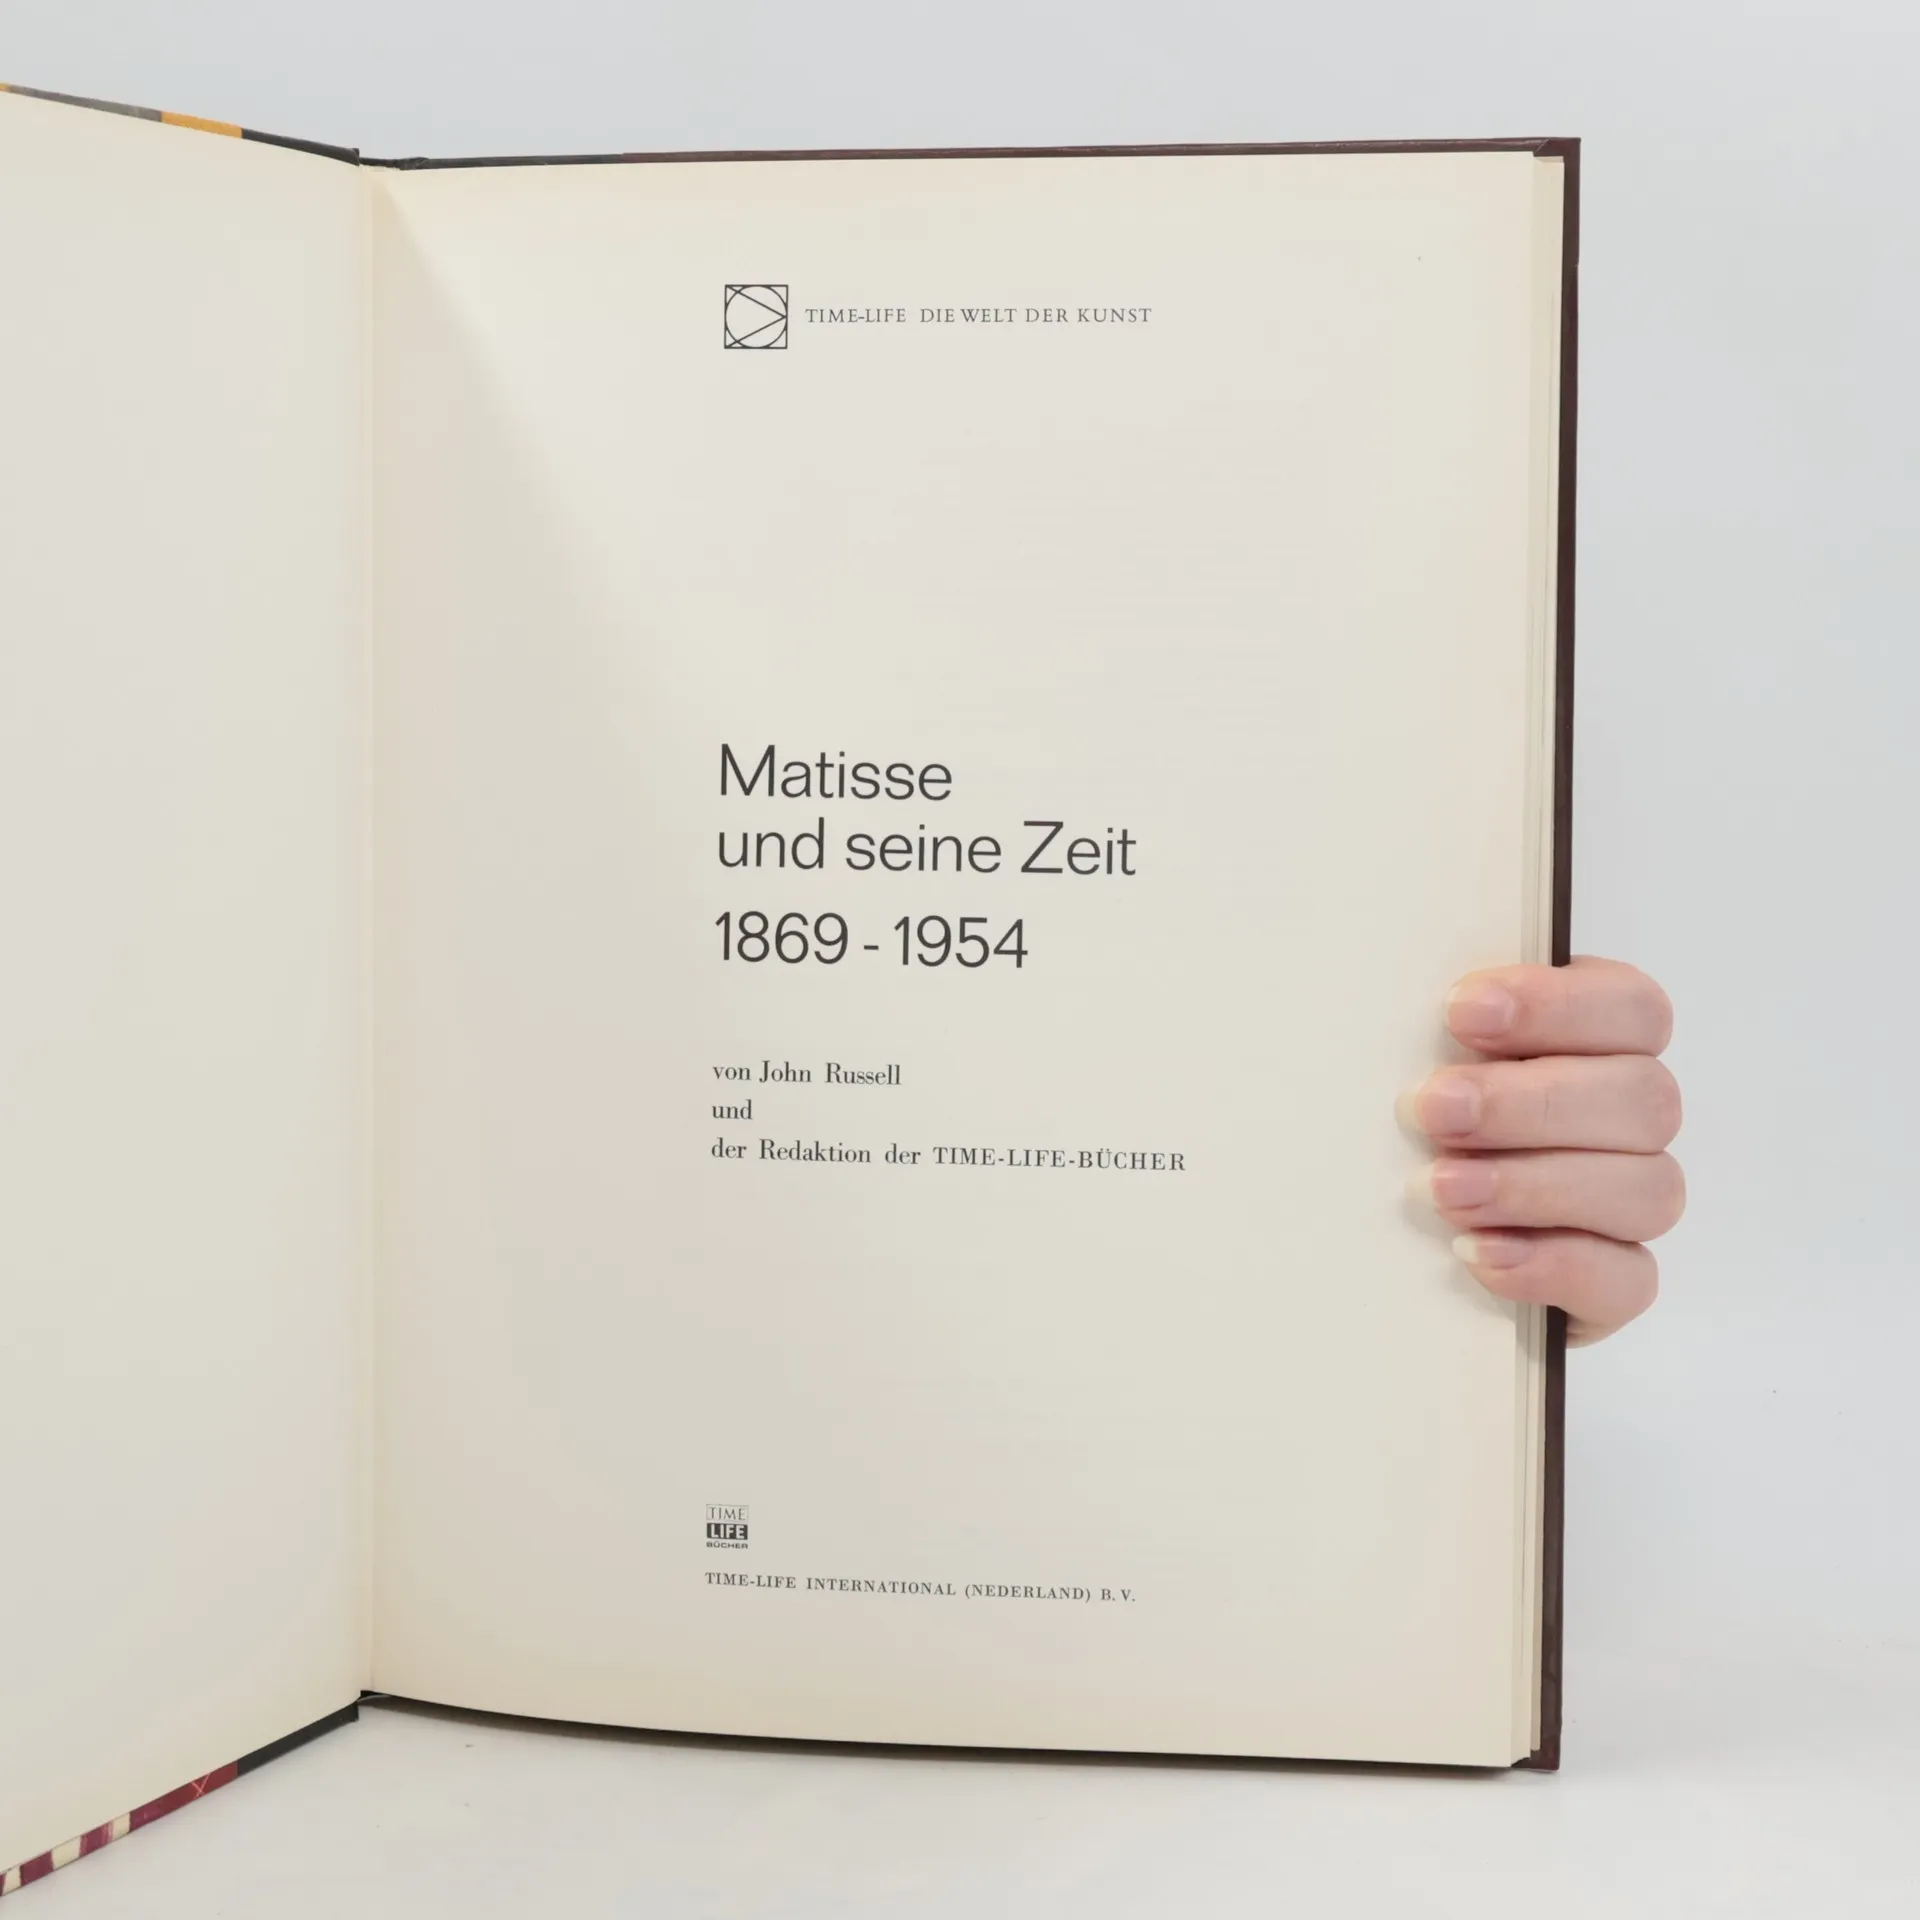 TIME-LIFE DIE WELT DER KUNST
Matisse
und seine Zeit
1869 - 1954
von John Russell
und
der Redaktion der TIME-LIFE-BÜCHER
TIME
LIFE
BÜCHER
TIME-LIFE INTERNATIONAL (NEDERLAND) B. V.